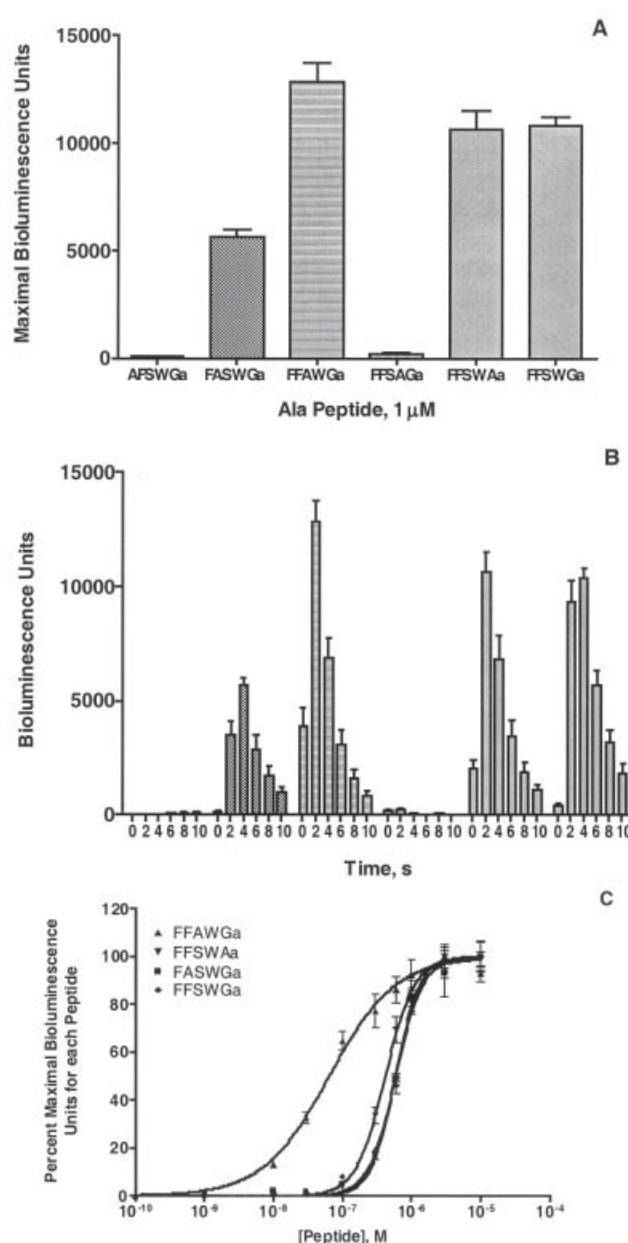 A
15000
10000
5000
0
Maximal Bioluminescence Units
AFSWGa FASWGa FFAWGa FFSAGa FFSWAa FFSWGa
Ala Peptide, 1 μM
B
15000
10000
5000
0
Bioluminescence Units
0 2 4 6 8 10 0 2 4 6 8 10 0 2 4 6 8 10 0 2 4 6 8 10 0 2 4 6 8 10 0 2 4 6 8 10
Time, s
C
120
100
80
60
40
20
0
Percent Maximal Bioluminescence
Units for each Peptide
FFAWGa
FFSWAa
FASWGa
FFSWGa
10-10 10-9 10-8 10-7 10-6 10-5 10-4
[Peptide], M